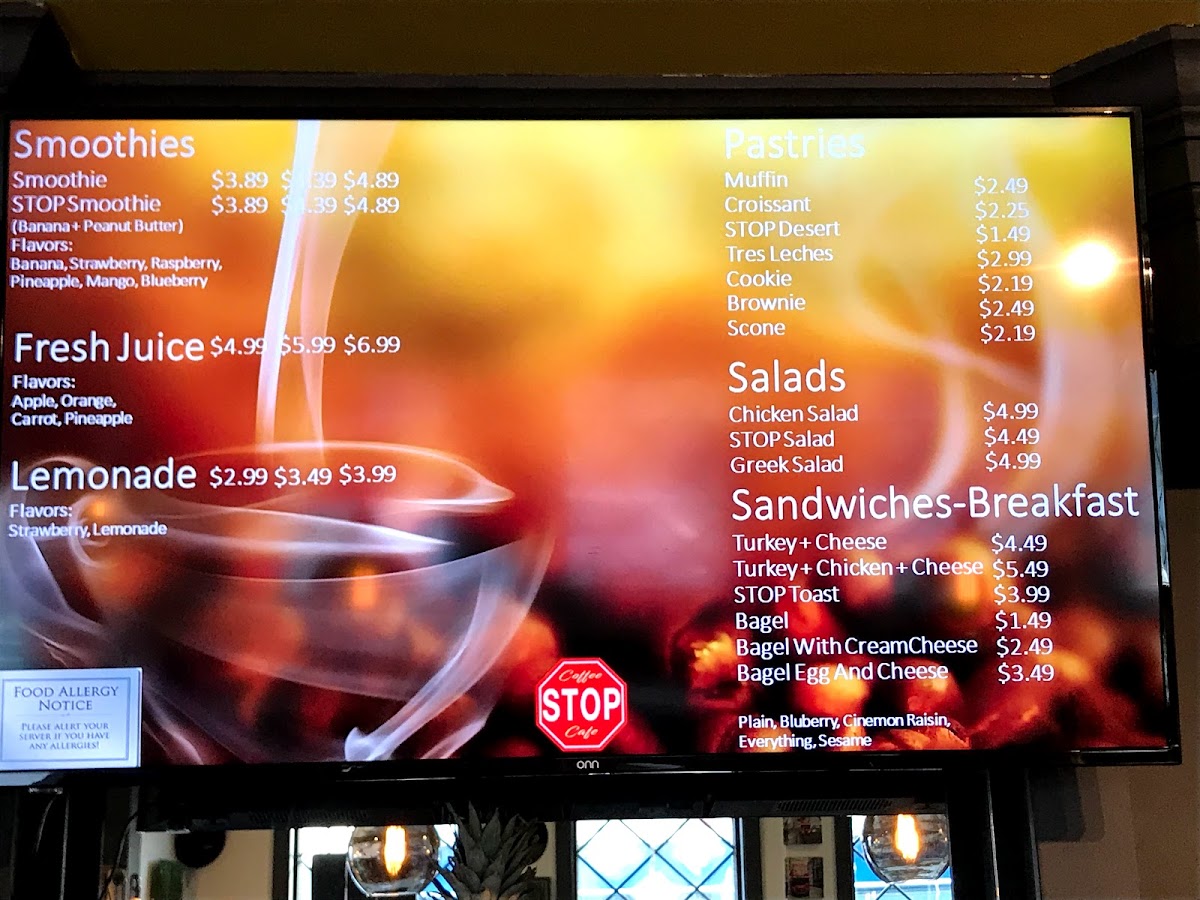 Smoothies
Smoothie $3.89 $4.39 $4.89
STOP Smoothie $3.89 $4.39 $4.89
(Banana + Peanut Butter)
Flavors:
Banana, Strawberry, Raspberry,
Pineapple, Mango, Blueberry
Fresh Juice $4.99 $5.99 $6.99
Flavors:
Apple, Orange,
Carrot, Pineapple
Lemonade $2.99 $3.49 $3.99
Flavors:
Strawberry, Lemonade
Pastries
Muffin $2.49
Croissant $2.25
STOP Desert $1.49
Tres Leches $2.99
Cookie $2.19
Brownie $2.49
Scone $2.19
Salads
Chicken Salad $4.99
STOP Salad $4.49
Greek Salad $4.99
Sandwiches-Breakfast
Turkey + Cheese $4.49
Turkey + Chicken + Cheese $5.49
STOP Toast $3.99
Bagel $1.49
Bagel With CreamCheese $2.49
Bagel Egg And Cheese $3.49
Plain, Bluberry, Cinemon Raisin,
Everything, Sesame
FOOD ALLERGY
NOTICE
PLEASE ALERT YOUR
SERVER IF YOU HAVE
ANY ALLERGIES!
Coffee
STOP
Cafe
onn